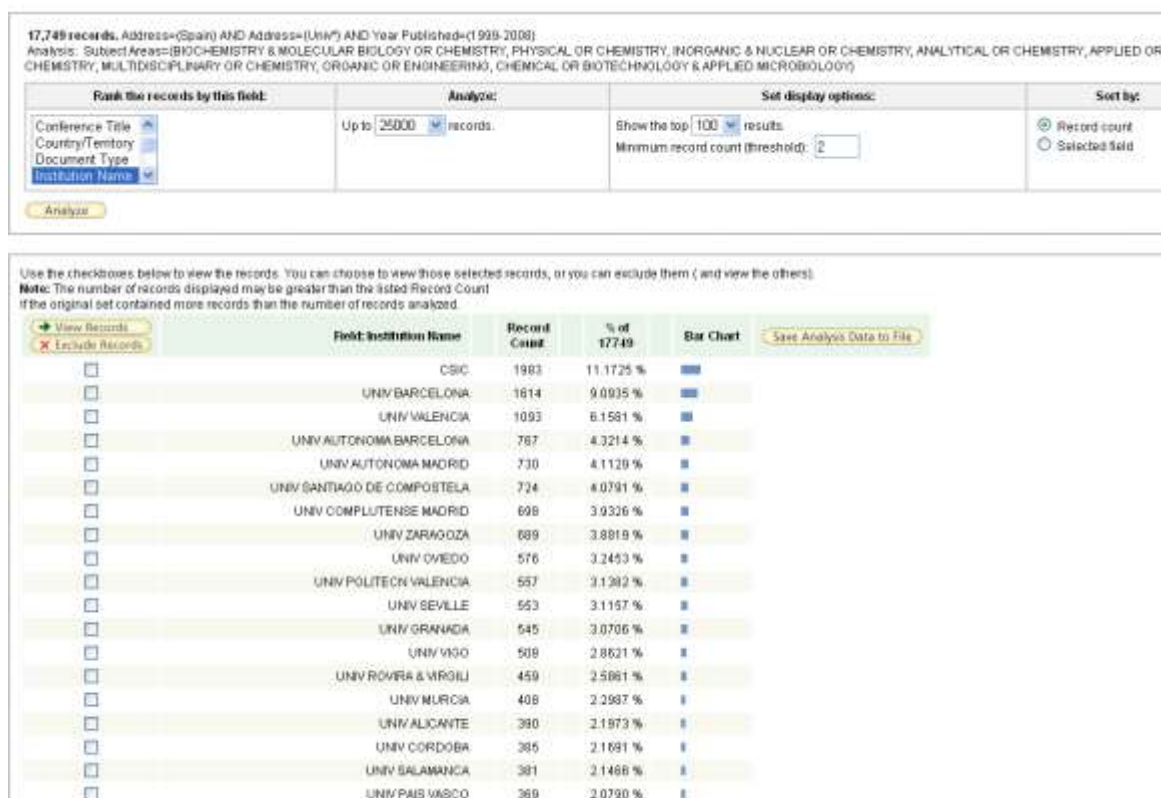 17,749 records. Address=(Spain) AND Address=(Univ*) AND Year Published=(1999-2008)
Analysis: Subject Areas=(BIOCHEMISTRY & MOLECULAR BIOLOGY OR CHEMISTRY, PHYSICAL OR CHEMISTRY, INORGANIC & NUCLEAR OR CHEMISTRY, ANALYTICAL OR CHEMISTRY, APPLIED OR
CHEMISTRY, MULTIDISCIPLINARY OR CHEMISTRY, ORGANIC OR ENGINEERING, CHEMICAL OR BIOTECHNOLOGY & APPLIED MICROBIOLOGY)
Rank the records by this field: Analyze: Set display options: Sort by:
Conference Title Up to 25000 records. Show the top 100 results. Record count
Country/Territory Minimum record count (threshold): 2 Selected field
Document Type
Institution Name
Analyze
Use the checkboxes below to view the records. You can choose to view those selected records, or you can exclude them ( and view the others).
Note: The number of records displayed may be greater than the listed Record Count
if the original set contained more records than the number of records analyzed.
View Records Field: Institution Name Record Count % of 17749 Bar Chart Save Analysis Data to File
Exclude Records
CSIC 1983 11.1725 %
UNIV BARCELONA 1614 9.0935 %
UNIV VALENCIA 1093 6.1581 %
UNIV AUTONOMA BARCELONA 767 4.3214 %
UNIV AUTONOMA MADRID 730 4.1129 %
UNIV SANTIAGO DE COMPOSTELA 724 4.0791 %
UNIV COMPLUTENSE MADRID 698 3.9326 %
UNIV ZARAGOZA 689 3.8819 %
UNIV OVIEDO 576 3.2453 %
UNIV POLITECN VALENCIA 557 3.1382 %
UNIV SEVILLE 553 3.1157 %
UNIV GRANADA 545 3.0706 %
UNIV VIGO 508 2.8621 %
UNIV ROVIRA & VIRGILI 459 2.5861 %
UNIV MURCIA 408 2.2987 %
UNIV ALICANTE 390 2.1973 %
UNIV CORDOBA 385 2.1691 %
UNIV SALAMANCA 381 2.1466 %
UNIV PAIS VASCO 369 2.0790 %